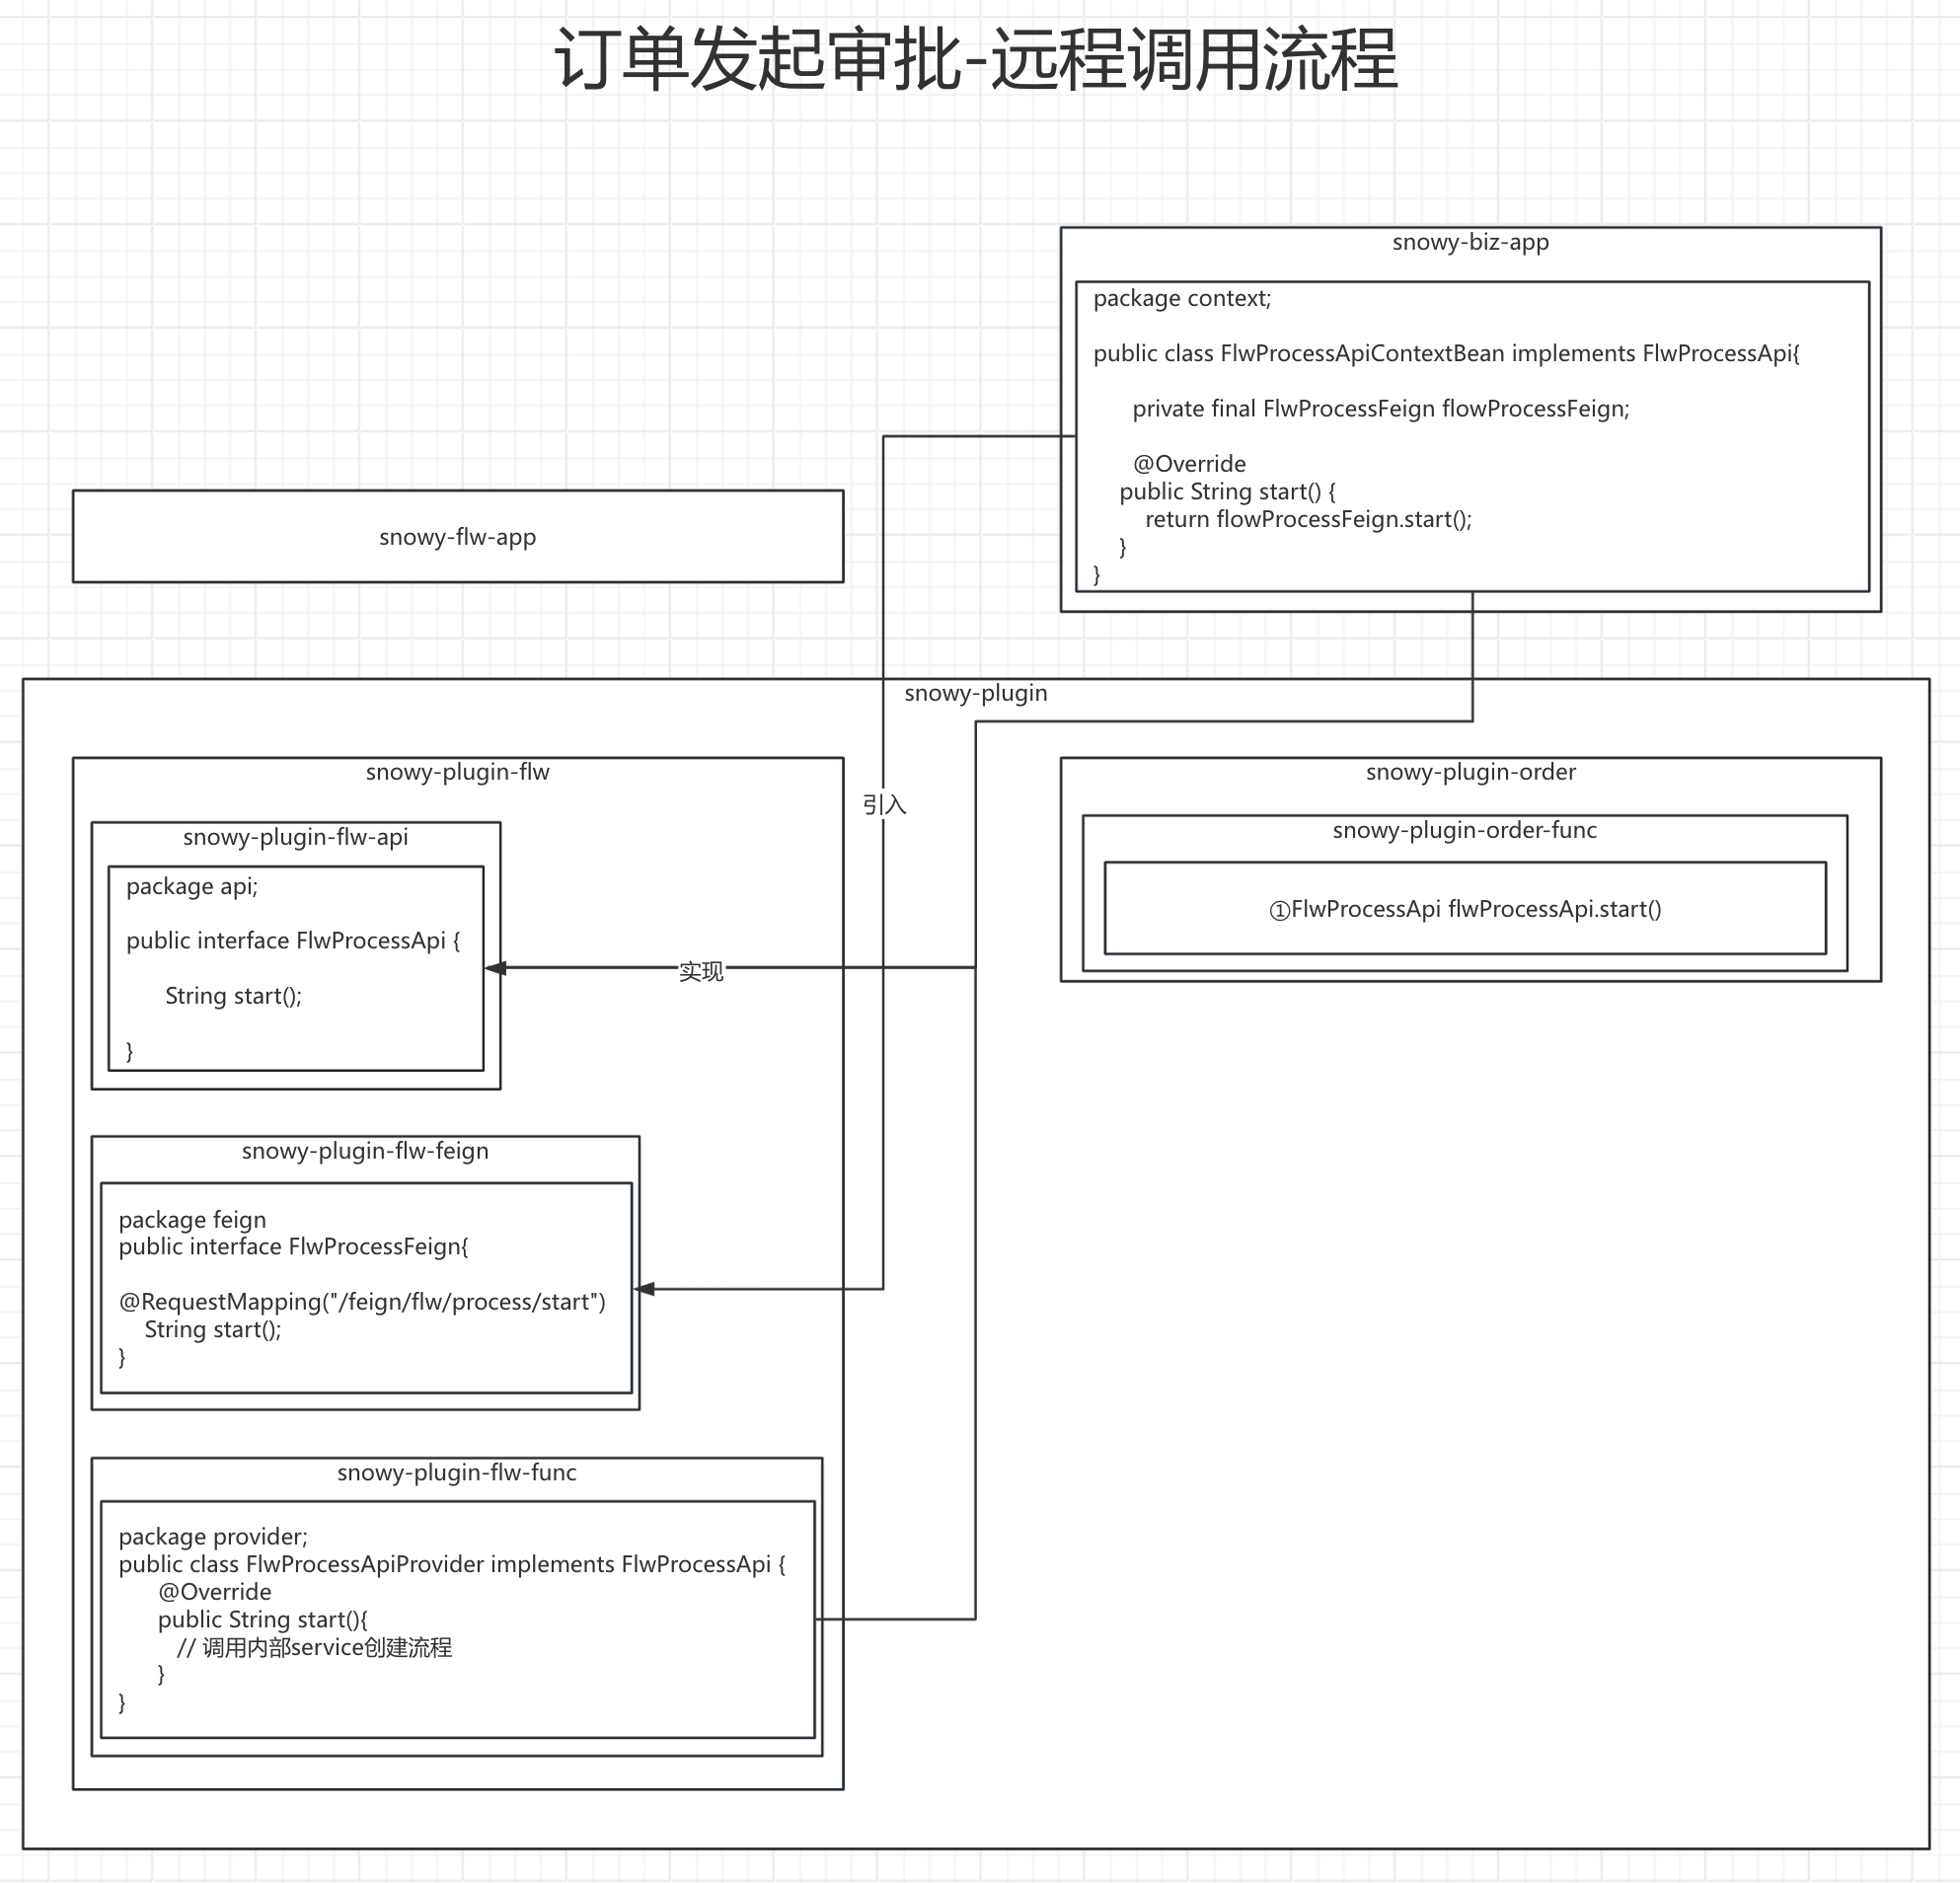 订单发起审批-远程调用流程
snowy-biz-app
package context;
public class FlwProcessApiContextBean implements FlwProcessApi{
private final FlwProcessFeign flowProcessFeign;
@Override
public String start() {
return flowProcessFeign.start();
}
}
snowy-flw-app
snowy-plugin
snowy-plugin-flw
snowy-plugin-flw-api
package api;
public interface FlwProcessApi {
String start();
}
引入
实现
snowy-plugin-order
snowy-plugin-order-func
①FlwProcessApi flwProcessApi.start()
snowy-plugin-flw-feign
package feign
public interface FlwProcessFeign{
@RequestMapping("/feign/flw/process/start")
String start();
}
snowy-plugin-flw-func
package provider;
public class FlwProcessApiProvider implements FlwProcessApi {
@Override
public String start(){
// 调用内部service创建流程
}
}